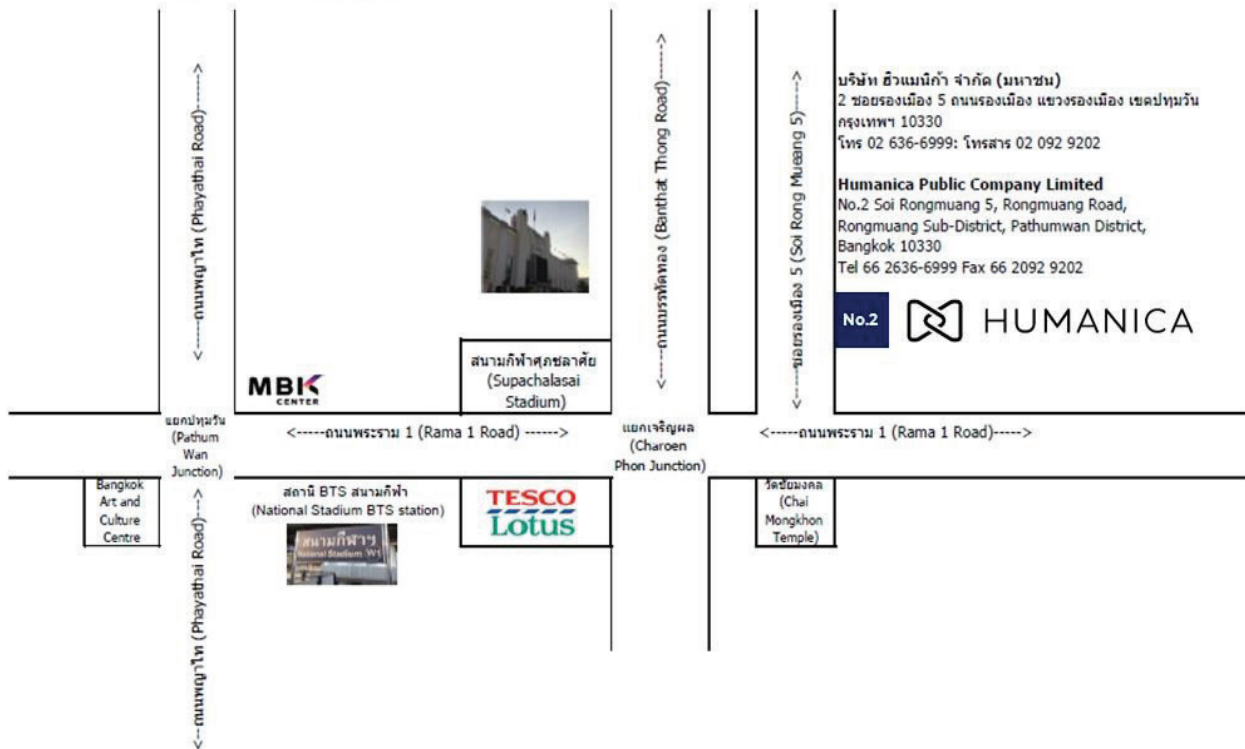 <-----ถนนพญาไท (Phayathai Road)----->
<-----ถนนบรรทัดทอง (Banthat Thong Road)----->
<-----ซอยรองเมือง 5 (Soi Rong Mueang 5)----->
บริษัท ฮิวแมนิก้า จำกัด (มหาชน)
2 ซอยรองเมือง 5 ถนนรองเมือง แขวงรองเมือง เขตปทุมวัน
กรุงเทพฯ 10330
โทร 02 636-6999: โทรสาร 02 092 9202
Humanica Public Company Limited
No.2 Soi Rongmuang 5, Rongmuang Road,
Rongmuang Sub-District, Pathumwan District,
Bangkok 10330
Tel 66 2636-6999 Fax 66 2092 9202
No.2
HUMANICA
MBK
CENTER
สนามกีฬาศุภชลาศัย
(Supachalasai
Stadium)
แยกปทุมวัน
(Pathum
Wan
Junction)
<-----ถนนพระราม 1 (Rama 1 Road) ------>
แยกเจริญผล
(Charoen
Phon Junction)
<-----ถนนพระราม 1 (Rama 1 Road)----->
Bangkok
Art and
Culture
Centre
สถานี BTS สนามกีฬา
(National Stadium BTS station)
สนามกีฬาฯ
National Stadium W1
TESCO
Lotus
วัดชัยมงคล
(Chai
Mongkhon
Temple)
<-----ถนนพญาไท (Phayathai Road)----->